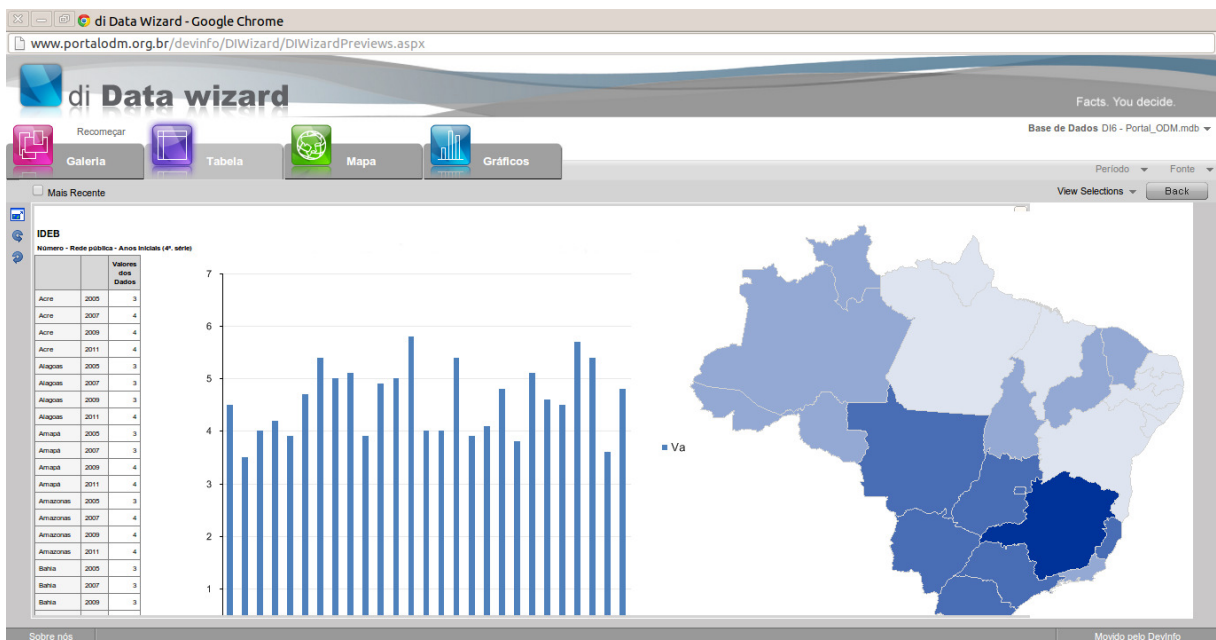 di Data Wizard - Google Chrome
www.portalodm.org.br/devinfo/DIWizard/DIWizardPreviews.aspx
di Data wizard
Facts. You decide.
Recomeçar
Base de Dados DI6 - Portal_ODM.mdb
Galeria
Tabela
Mapa
Gráficos
Período
Fonte
Mais Recente
View Selections
Back
IDEB
Número - Rede pública - Anos Iniciais (4ª. série)
Valores dos Dados
Acre 2005 3
Acre 2007 4
Acre 2009 4
Acre 2011 4
Alagoas 2005 3
Alagoas 2007 3
Alagoas 2009 3
Alagoas 2011 4
Amapá 2005 3
Amapá 2007 3
Amapá 2009 4
Amapá 2011 4
Amazonas 2005 3
Amazonas 2007 4
Amazonas 2009 4
Amazonas 2011 4
Bahia 2005 3
Bahia 2007 3
Bahia 2009 3
7
6
5
4
3
2
1
Va
Sobre nós
Movido pelo DevInfo